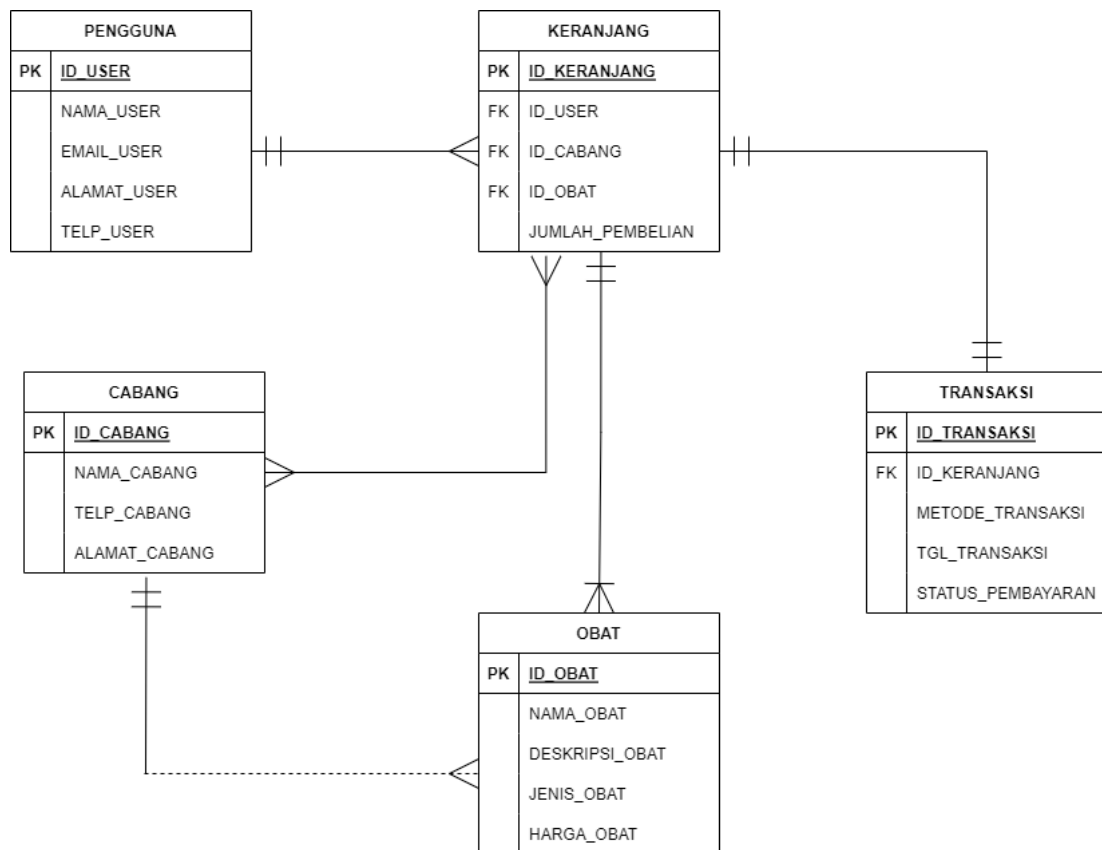 PENGGUNA
PK ID_USER
NAMA_USER
EMAIL_USER
ALAMAT_USER
TELP_USER
KERANJANG
PK ID_KERANJANG
FK ID_USER
FK ID_CABANG
FK ID_OBAT
JUMLAH_PEMBELIAN
CABANG
PK ID_CABANG
NAMA_CABANG
TELP_CABANG
ALAMAT_CABANG
TRANSAKSI
PK ID_TRANSAKSI
FK ID_KERANJANG
METODE_TRANSAKSI
TGL_TRANSAKSI
STATUS_PEMBAYARAN
OBAT
PK ID_OBAT
NAMA_OBAT
DESKRIPSI_OBAT
JENIS_OBAT
HARGA_OBAT